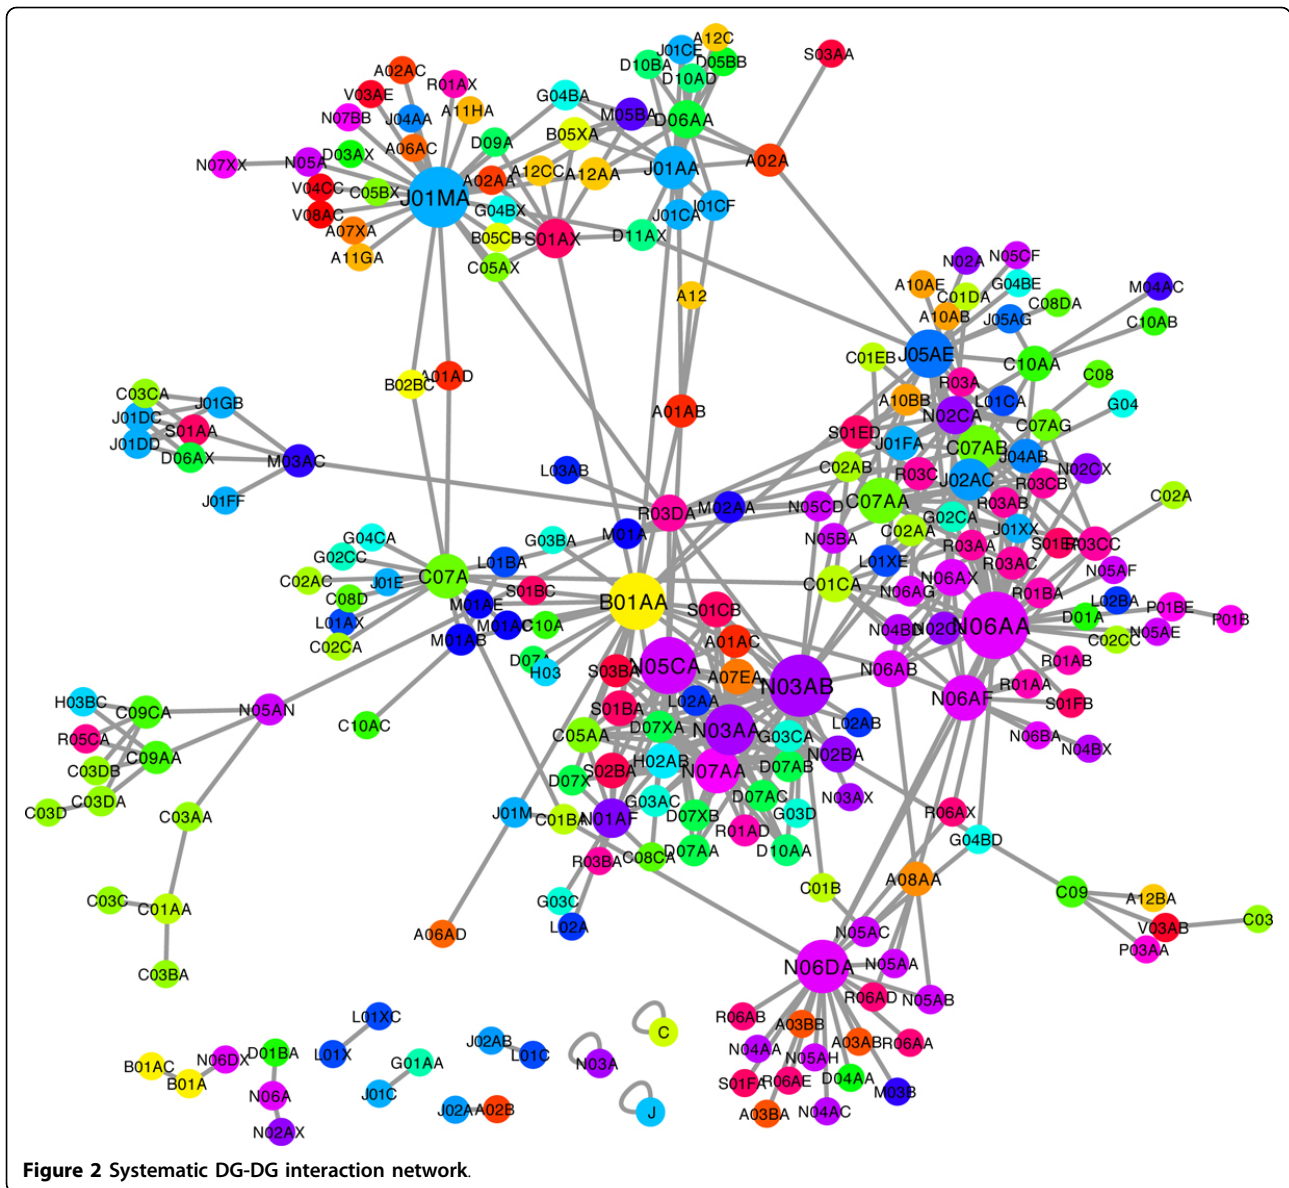 A12C
J01CE
S03AA
D10BA
D05BB
A02AC
D10AD
R01AX
V03AE
G04BA
A11HA
M05BA
N07BB
J04AA
D06AA
B05XA
D09A
A06AC
D03AX
N07XX
N05A
A02A
J01AA
A12CC
A12AA
A02AA
V04CC
C05BX
J01MA
J01CF
G04BX
J01CA
V08AC
A07XA
B05CB
S01AX
D11AX
A11GA
C05AX
N02A
N05CF
A10AE
G04BE
M04AC
A12
C01DA
C08DA
A10AB
J05AG
C10AB
J05AE
C01EB
C10AA
A01AD
B02BC
R03A
C08
C03CA
J01GB
A10BB
L01CA
G04
A01AB
J01DC
N02CA
C07AG
S01AA
S01ED
J01DD
J01FA
C07AB
D06AX
M03AC
J04AB
L03AB
C02AB
N02CX
R03C
J02AC
R03CB
C02A
J01FF
C07AA
R03AB
M02AA
N05CD
R03DA
G02CA
J01XX
M01A
C02AA
G04CA
G03BA
N05BA
R03AA
S01EA
R03CC
G02CC
L01BA
L01XE
R03AC
N05AF
C02AC
J01E
C07A
C01CA
N06AX
S01BC
N06AG
R01BA
L02BA
C08D
M01AE
B01AA
S01CB
P01BE
L01AX
M01AC
C10A
N04BD
N02C
N06AA
D01A
P01B
C02CA
M01AB
A01AC
C02CC
N05AE
D07A
H03
S03BA
N05CA
N06AB
R01AB
A07EA
N03AB
R01AA
N06AF
H03BC
C09CA
N05AN
S01BA
L02AA
S01FB
C10AC
L02AB
R05CA
C05AA
D07XA
N03AA
G03CA
N06BA
N04BX
C09AA
H02AB
N02BA
C03DB
S02BA
N07AA
D07AB
D07X
C03D
C03DA
G03AC
D07AC
N03AX
C03AA
J01M
C01BA
N01AF
D07XB
G03D
R06AX
R01AD
G04BD
R03BA
C08CA
D07AA
D10AA
A08AA
C01B
C09
A12BA
C03C
C01AA
G03C
L02A
V03AB
C03
A06AD
N05AC
P03AA
C03BA
N06DA
N05AA
R06AD
N05AB
L01XC
R06AB
A03BB
C
J02AB
A03AB
R06AA
D01BA
L01X
G01AA
L01C
N03A
N04AA
N05AH
B01AC
N06DX
B01A
S01FA
R06AE
D04AA
M03B
N06A
J01C
J02AA
A02B
J
A03BA
N04AC
N02AX
Figure 2 Systematic DG-DG interaction network.